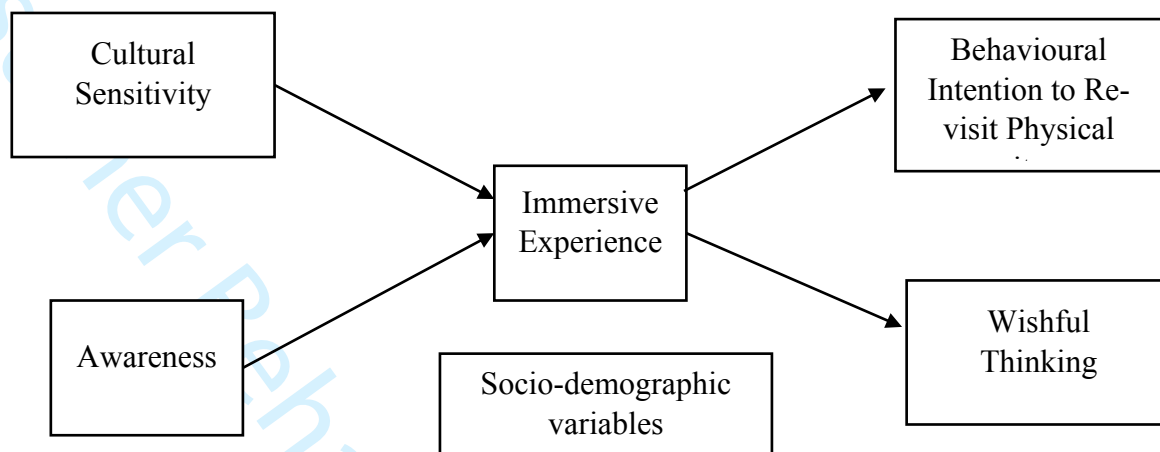 Cultural
Sensitivity
Behavioural
Intention to Re-
visit Physical
Immersive
Experience
Awareness
Wishful
Thinking
Socio-demographic
variables